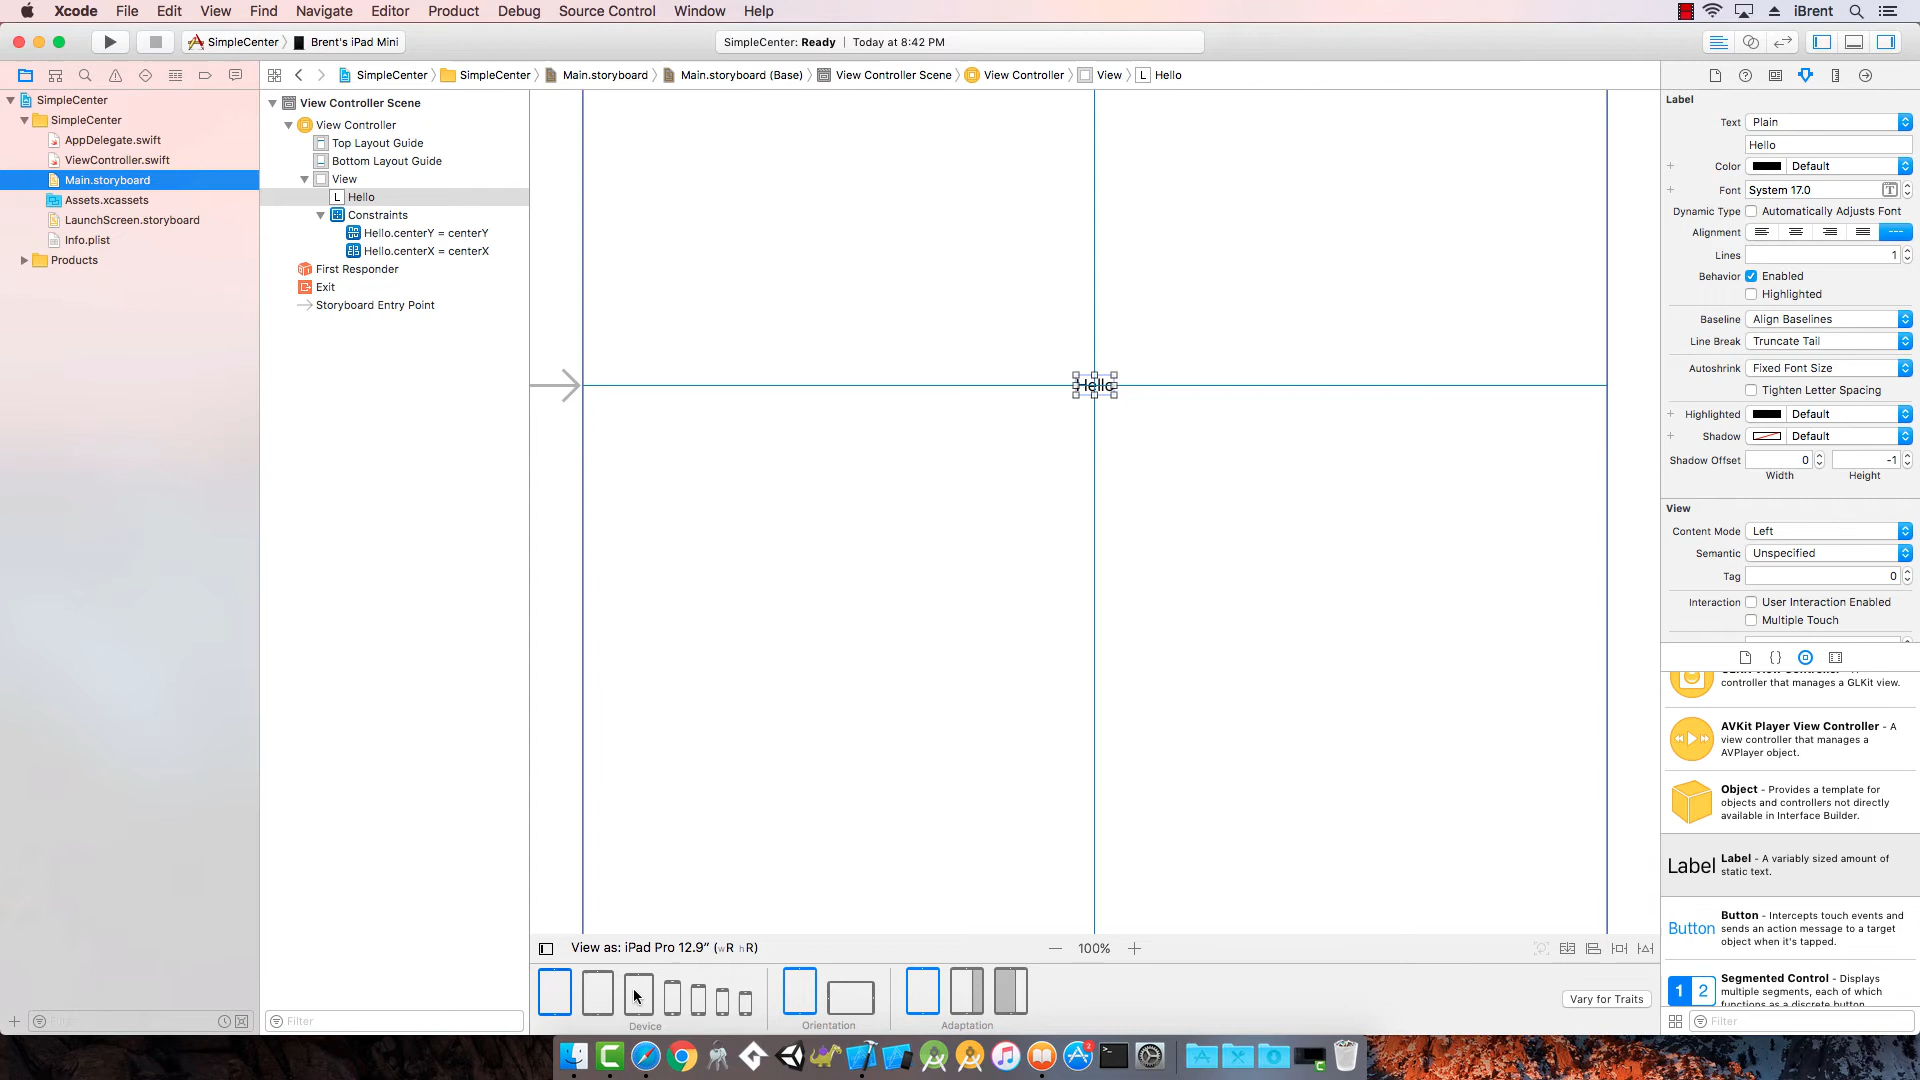 Xcode File Edit View Find Navigate Editor Product Debug Source Control Window Help iBrent
SimpleCenter Brent's iPad Mini SimpleCenter: Ready Today at 8:42 PM
SimpleCenter SimpleCenter Main.storyboard Main.storyboard (Base) View Controller Scene View Controller View L Hello
SimpleCenter
SimpleCenter
AppDelegate.swift
ViewController.swift
Main.storyboard
Assets.xcassets
LaunchScreen.storyboard
Info.plist
Products
Filter
View Controller Scene
View Controller
Top Layout Guide
Bottom Layout Guide
View
L Hello
Constraints
Hello.centerY = centerY
Hello.centerX = centerX
First Responder
Exit
Storyboard Entry Point
Filter
Hello
View as: iPad Pro 12.9" (wR hR)
100%
Device
Orientation
Adaptation
Vary for Traits
Label
Text Plain
Hello
Color Default
Font System 17.0 T
Dynamic Type Automatically Adjusts Font
Alignment ---
Lines 1
Behavior Enabled
Highlighted
Baseline Align Baselines
Line Break Truncate Tail
Autoshrink Fixed Font Size
Tighten Letter Spacing
Highlighted Default
Shadow Default
Shadow Offset 0 -1
Width Height
View
Content Mode Left
Semantic Unspecified
Tag 0
Interaction User Interaction Enabled
Multiple Touch
{}
controller that manages a GLKit view.
AVKit Player View Controller - A
view controller that manages a
AVPlayer object.
Object - Provides a template for
objects and controllers not directly
available in Interface Builder.
Label Label - A variably sized amount of
static text.
Button Button - Intercepts touch events and
sends an action message to a target
object when it's tapped.
1 2 Segmented Control - Displays
multiple segments, each of which
functions as a discrete button.
Filter
2